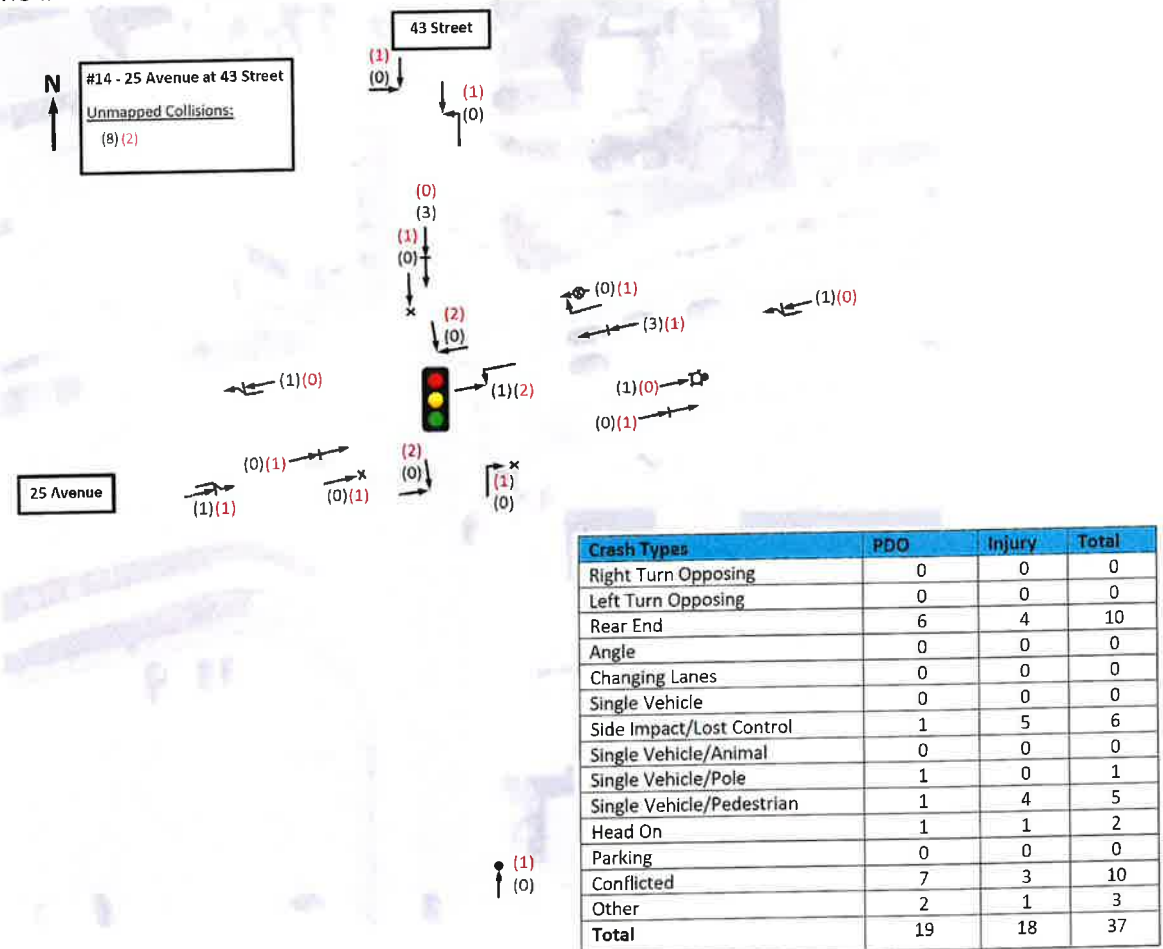 43 Street
(1)
(0)
(1)
(0)
N
#14 - 25 Avenue at 43 Street
Unmapped Collisions:
(8) (2)
(0)
(3)
(1)
(0)
(0)(1)
(1)(0)
(3)(1)
(2)
(0)
(1)(0)
(1)(2)
(1)(0)
(0)(1)
(0)(1)
(2)
(0)
(1)
(0)
25 Avenue
(1)(1)
(0)(1)
Crash Types PDO Injury Total
Right Turn Opposing 0 0 0
Left Turn Opposing 0 0 0
Rear End 6 4 10
Angle 0 0 0
Changing Lanes 0 0 0
Single Vehicle 0 0 0
Side Impact/Lost Control 1 5 6
Single Vehicle/Animal 0 0 0
Single Vehicle/Pole 1 0 1
Single Vehicle/Pedestrian 1 4 5
Head On 1 1 2
Parking 0 0 0
Conflicted 7 3 10
Other 2 1 3
Total 19 18 37
(1)
(0)